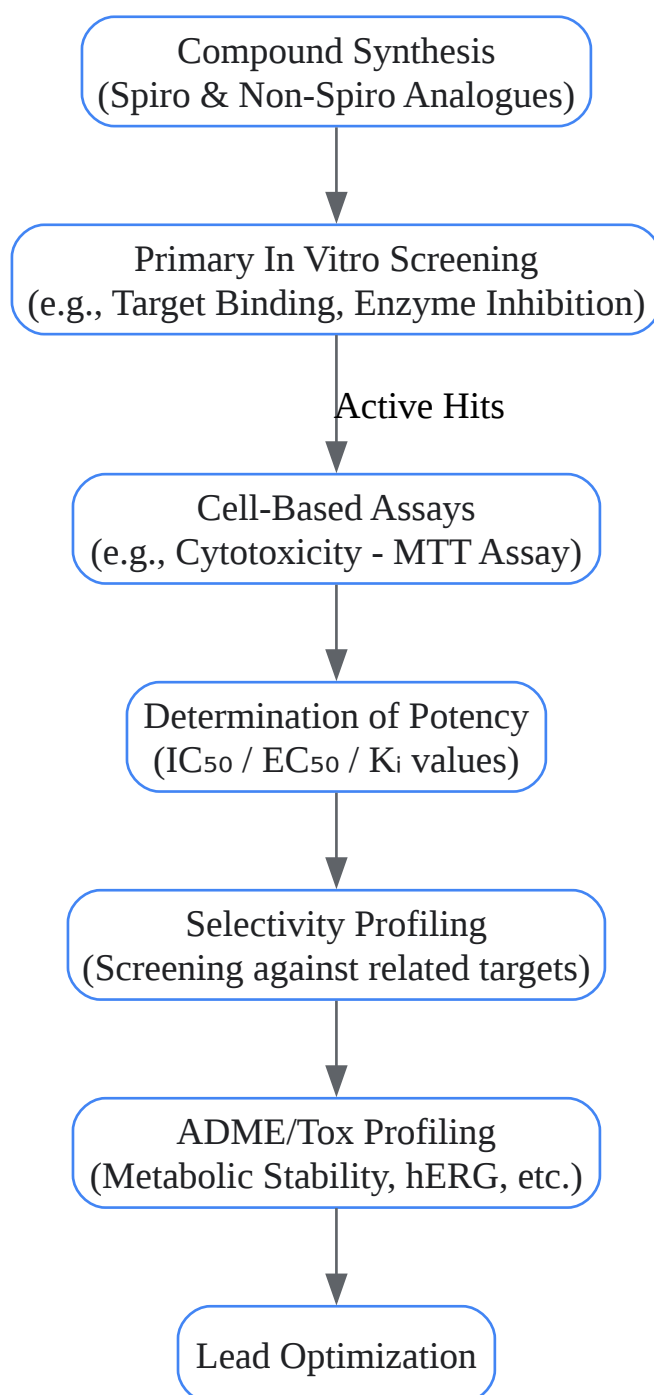 Compound Synthesis
(Spiro & Non-Spiro Analogues)
Primary In Vitro Screening
(e.g., Target Binding, Enzyme Inhibition)
Active Hits
Cell-Based Assays
(e.g., Cytotoxicity - MTT Assay)
Determination of Potency
(IC₅₀ / EC₅₀ / Kᵢ values)
Selectivity Profiling
(Screening against related targets)
ADME/Tox Profiling
(Metabolic Stability, hERG, etc.)
Lead Optimization